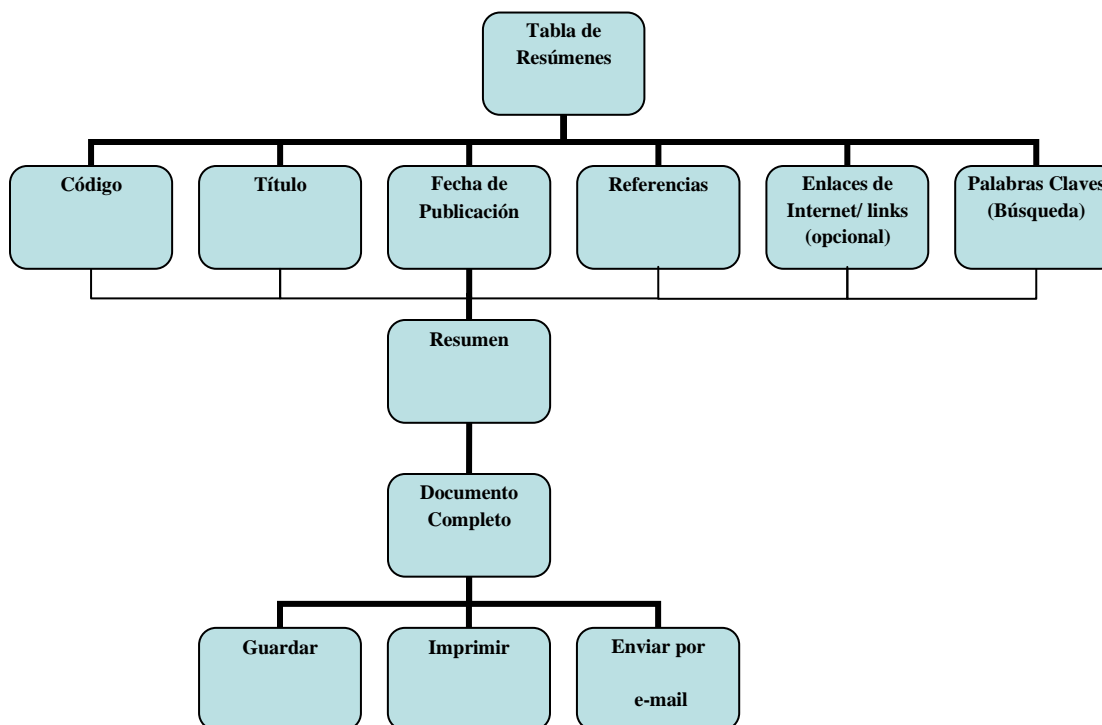 Tabla de
Resúmenes
Código
Título
Fecha de
Publicación
Referencias
Enlaces de
Internet/ links
(opcional)
Palabras Claves
(Búsqueda)
Resumen
Documento
Completo
Guardar
Imprimir
Enviar por
e-mail